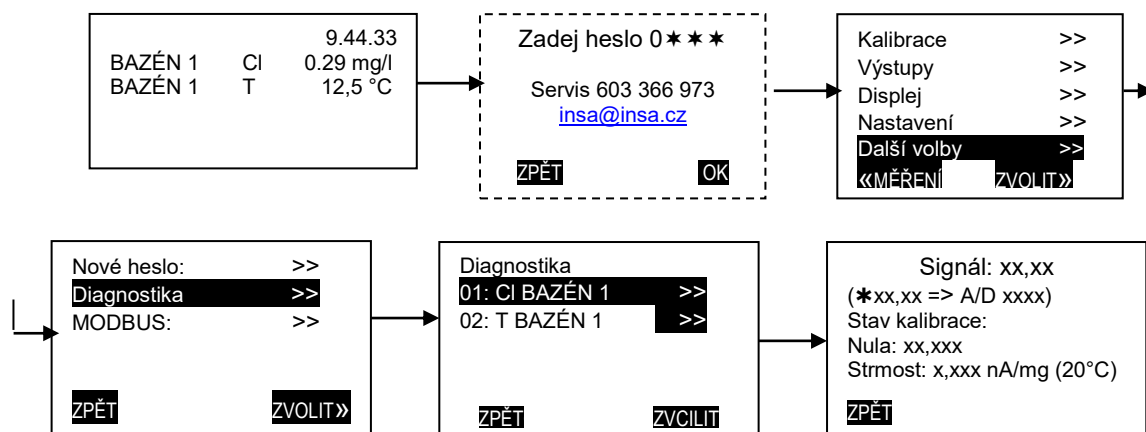 9.44.33
BAZÉN 1 Cl 0.29 mg/l
BAZÉN 1 T 12,5 °C
Zadej heslo 0✶✶✶
Servis 603 366 973
insa@insa.cz
ZPĚT OK
Kalibrace >>
Výstupy >>
Displej >>
Nastavení >>
Další volby >>
«MĚŘENÍ ZVOLIT»
Nové heslo: >>
Diagnostika >>
MODBUS: >>
ZPĚT ZVOLIT»
Diagnostika
01: Cl BAZÉN 1 >>
02: T BAZÉN 1 >>
ZPĚT ZVCILIT
Signál: xx,xx
(✶xx,xx => A/D xxxx)
Stav kalibrace:
Nula: xx,xxx
Strmost: x,xxx nA/mg (20°C)
ZPĚT